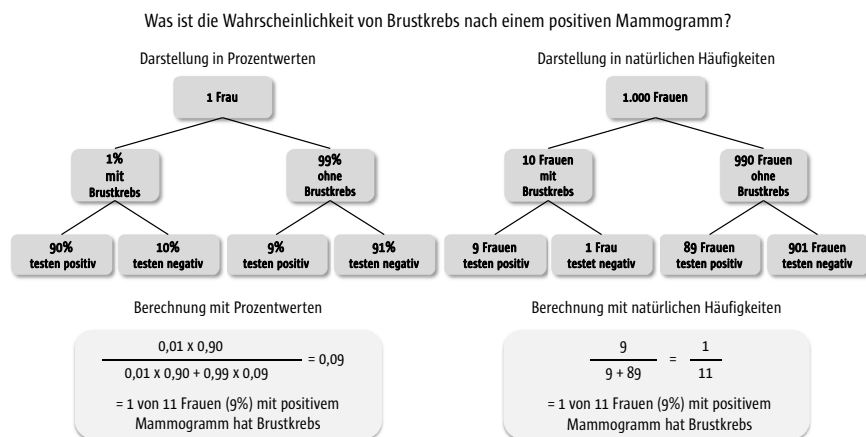 Was ist die Wahrscheinlichkeit von Brustkrebs nach einem positiven Mammogramm?
Darstellung in Prozentwerten
1 Frau
1%
mit
Brustkrebs
99%
ohne
Brustkrebs
90%
testen positiv
10%
testen negativ
9%
testen positiv
91%
testen negativ
Berechnung mit Prozentwerten
0,01 x 0,90
0,01 x 0,90 + 0,99 x 0,09
= 0,09
= 1 von 11 Frauen (9%) mit positivem
Mammogramm hat Brustkrebs
Darstellung in natürlichen Häufigkeiten
1.000 Frauen
10 Frauen
mit
Brustkrebs
990 Frauen
ohne
Brustkrebs
9 Frauen
testen positiv
1 Frau
testet negativ
89 Frauen
testen positiv
901 Frauen
testen negativ
Berechnung mit natürlichen Häufigkeiten
9
9 + 89
=
1
11
= 1 von 11 Frauen (9%) mit positivem
Mammogramm hat Brustkrebs